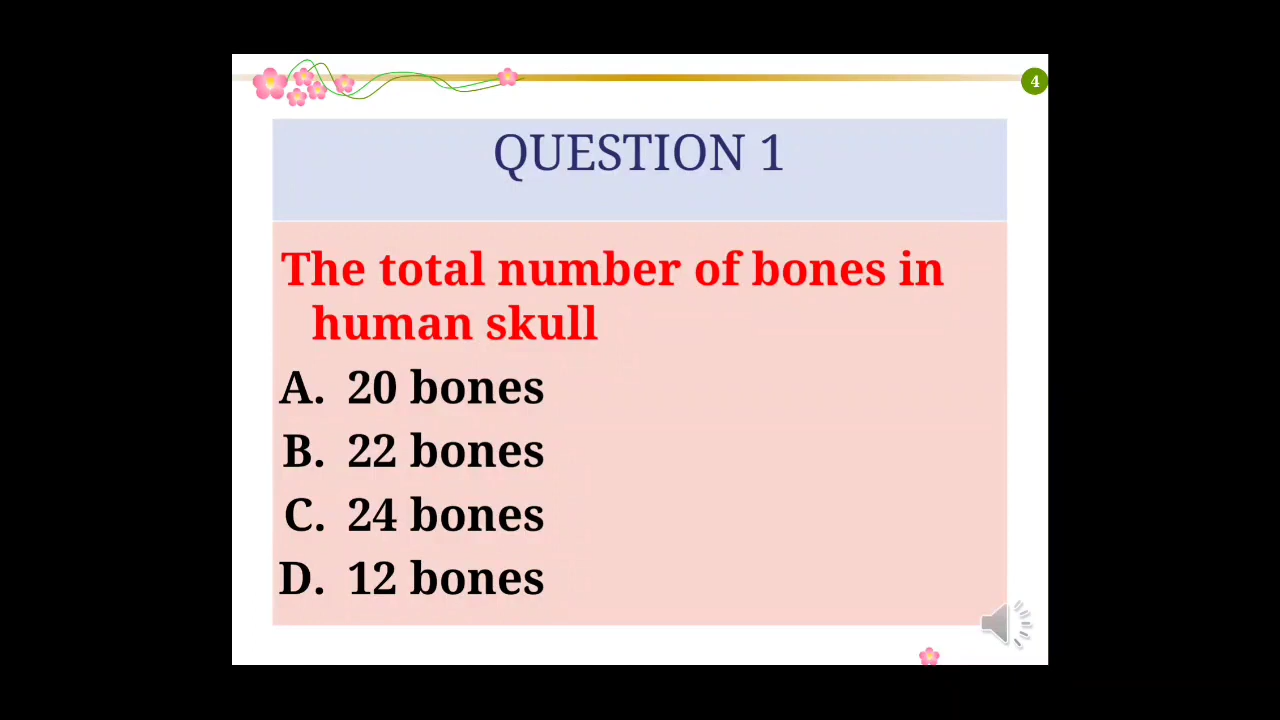 4
QUESTION 1
The total number of bones in
human skull
A. 20 bones
B. 22 bones
C. 24 bones
D. 12 bones